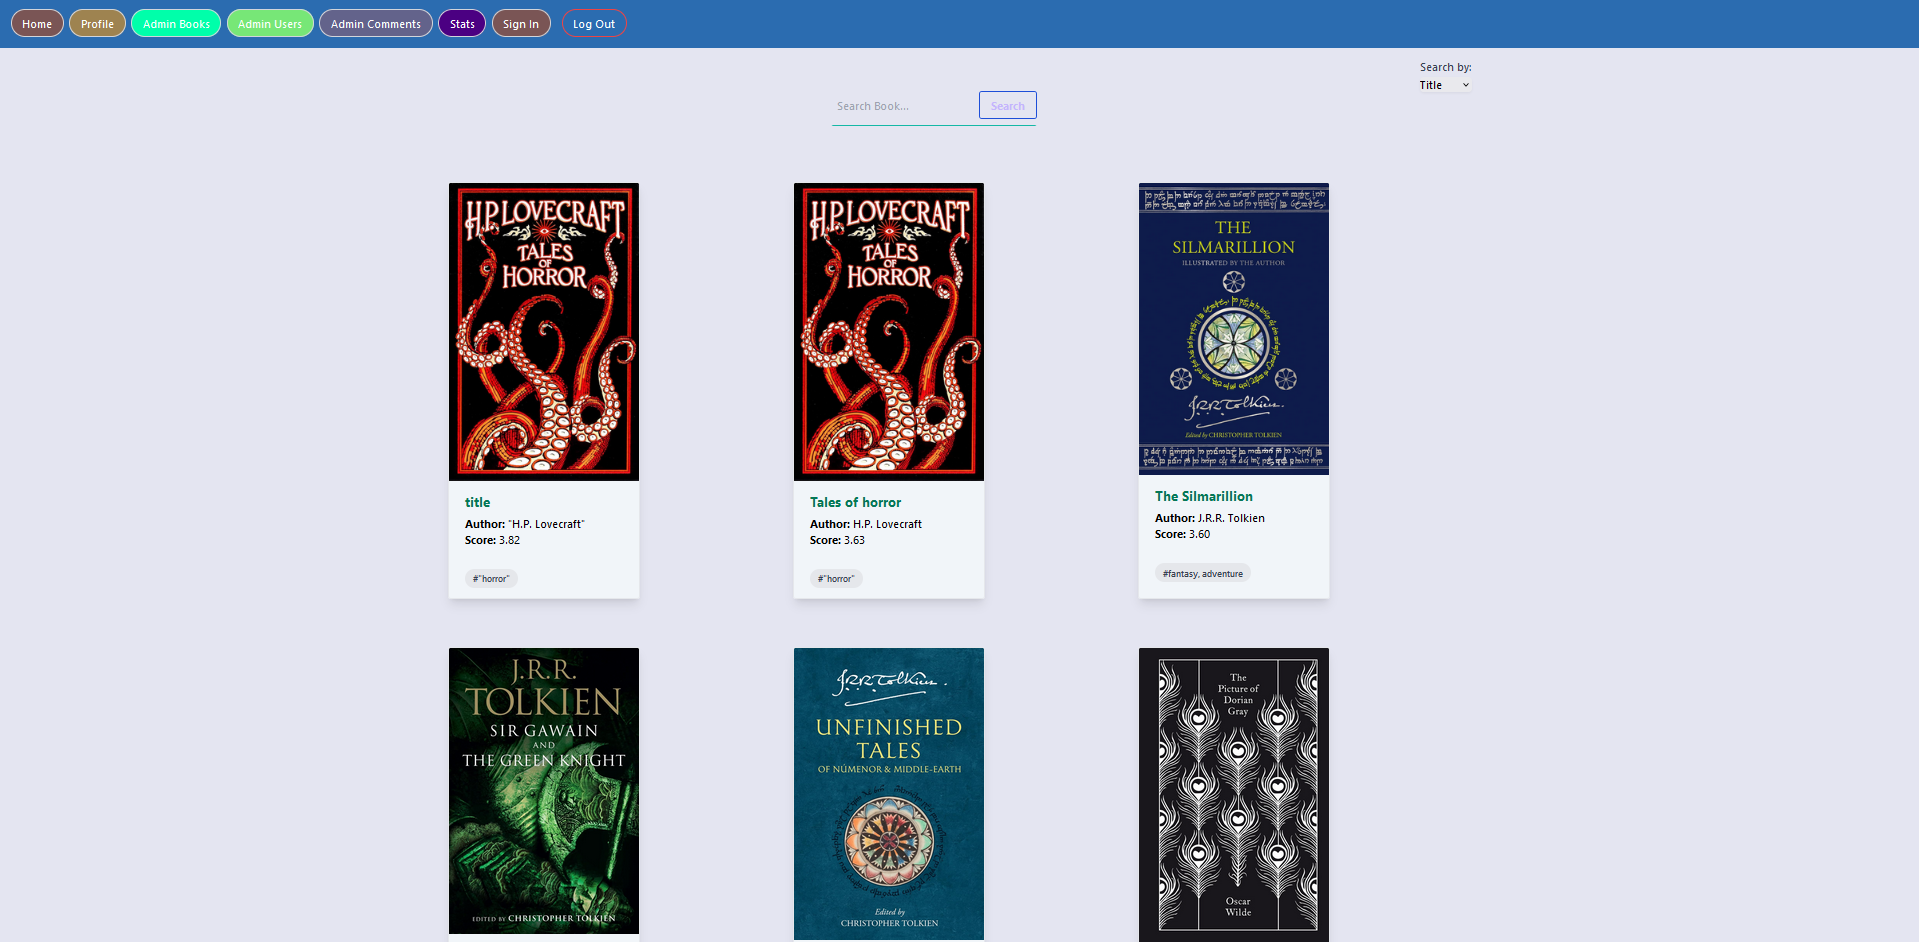 Home Profile Admin Books Admin Users Admin Comments Stats Sign In Log Out
Search by:
Title
Search Book... Search
H.P. LOVECRAFT
TALES
OF
HORROR
title
Author: "H.P. Lovecraft"
Score: 3.82
#"horror"
H.P. LOVECRAFT
TALES
OF
HORROR
Tales of horror
Author: H.P. Lovecraft
Score: 3.63
#"horror"
THE
SILMARILLION
ILLUSTRATED BY THE AUTHOR
J.R.R. Tolkien.
Edited by CHRISTOPHER TOLKIEN
The Silmarillion
Author: J.R.R. Tolkien
Score: 3.60
#fantasy, adventure
J.R.R.
TOLKIEN
SIR GAWAIN
AND
THE GREEN KNIGHT
EDITED BY CHRISTOPHER TOLKIEN
J.R.R. Tolkien.
UNFINISHED
TALES
OF NÚMENOR & MIDDLE-EARTH
Edited by
CHRISTOPHER TOLKIEN
The
Picture of
Dorian
Gray
Oscar
Wilde